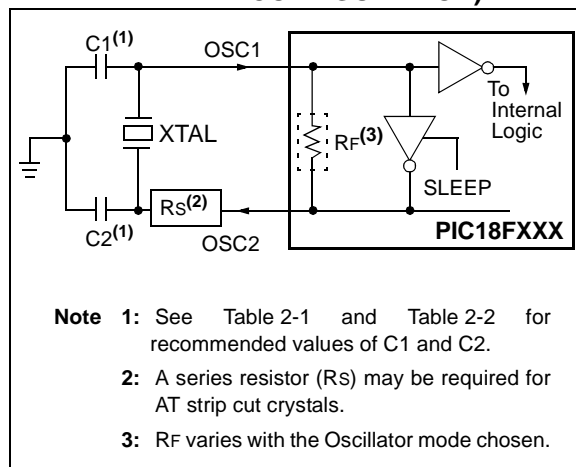 C1(1)
OSC1
To
Internal
Logic
XTAL
RF(3)
SLEEP
C2(1)
RS(2)
OSC2
PIC18FXXX
Note 1: See Table 2-1 and Table 2-2 for
recommended values of C1 and C2.
2: A series resistor (RS) may be required for
AT strip cut crystals.
3: RF varies with the Oscillator mode chosen.